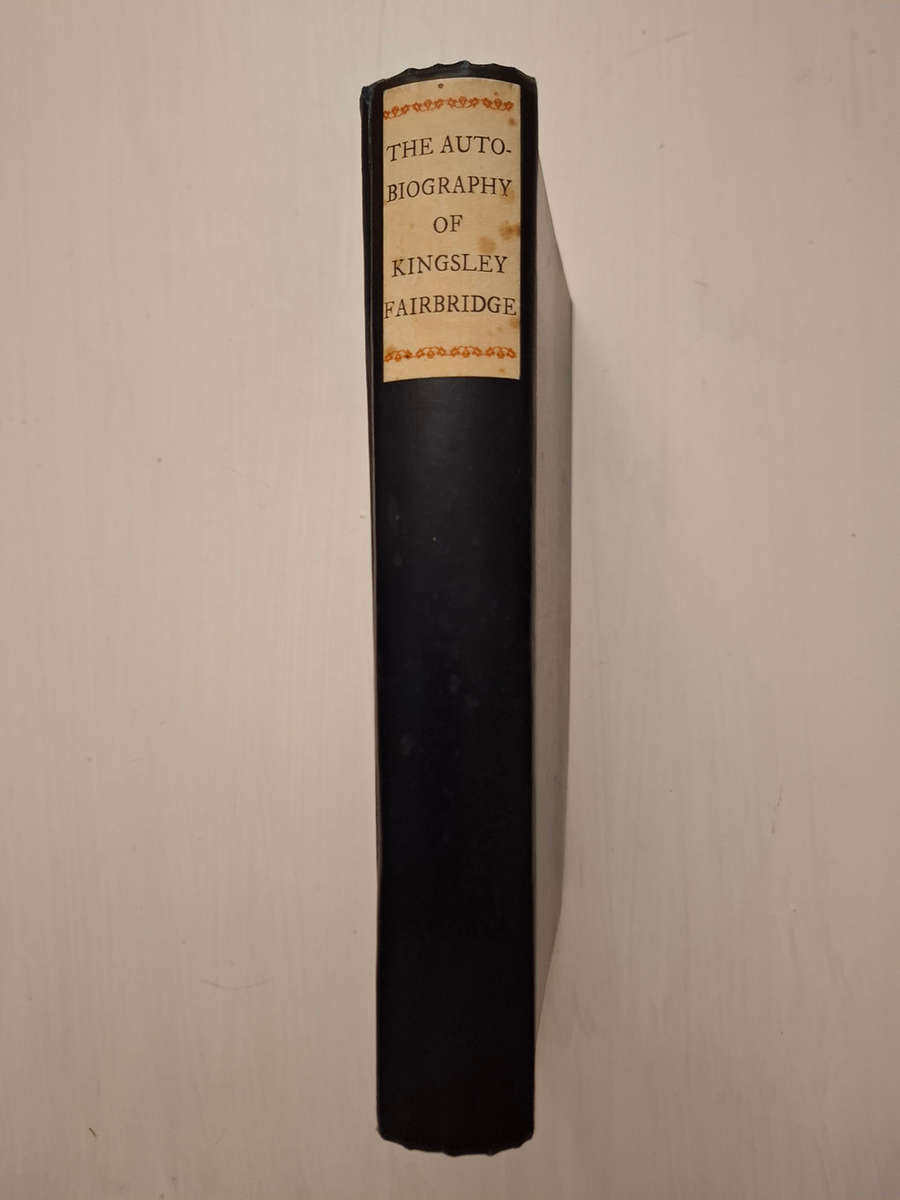 THE AUTO-
BIOGRAPHY
OF
KINGSLEY
FAIRBRIDGE